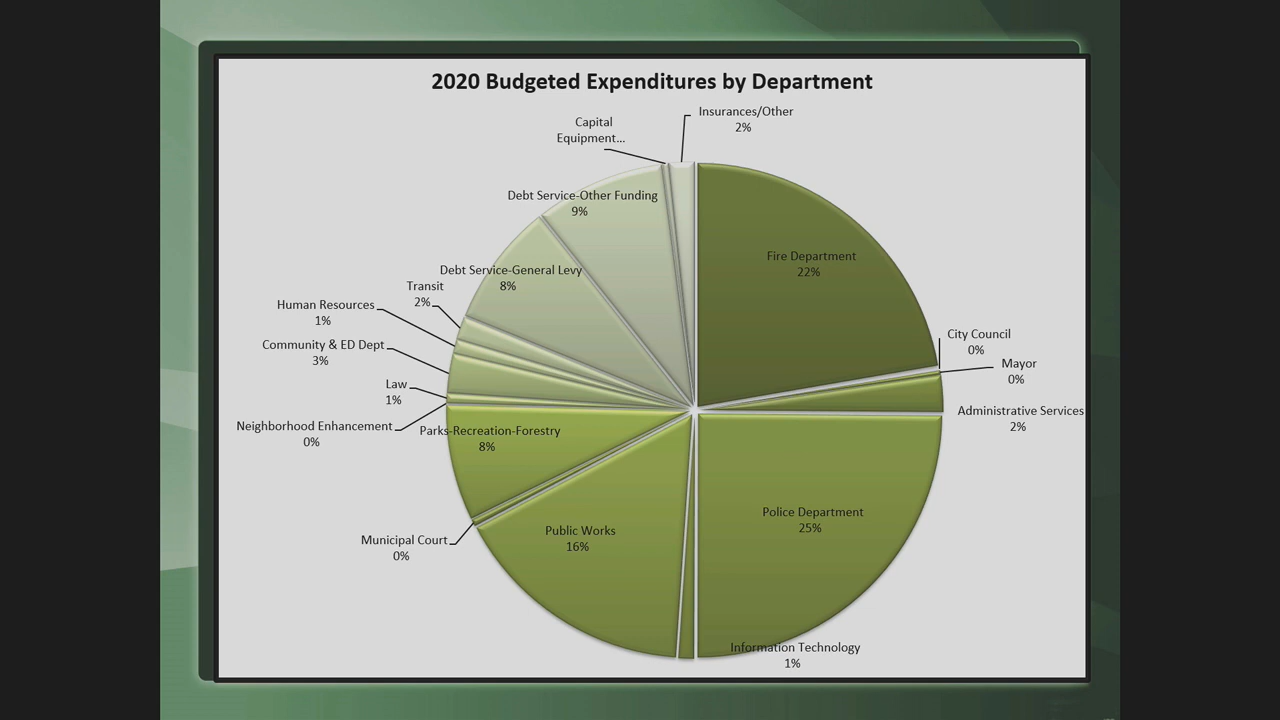 2020 Budgeted Expenditures by Department
Insurances/Other
2%
Capital
Equipment...
Debt Service-Other Funding
9%
Fire Department
22%
Debt Service-General Levy
8%
Transit
2%
Human Resources
1%
City Council
0%
Community & ED Dept
3%
Mayor
0%
Law
1%
Administrative Services
2%
Neighborhood Enhancement
0%
Parks-Recreation-Forestry
8%
Police Department
25%
Public Works
16%
Municipal Court
0%
Information Technology
1%